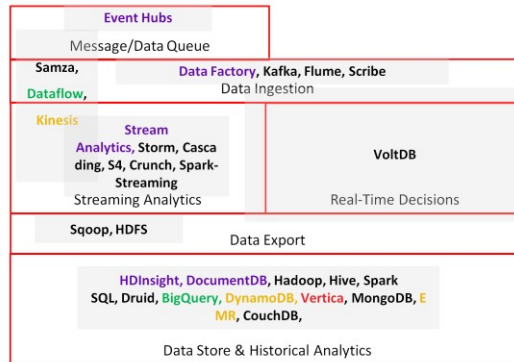 Event Hubs
Message/Data Queue
Samza,
Dataflow,
Kinesis
Data Factory, Kafka, Flume, Scribe
Data Ingestion
Stream
Analytics, Storm, Casca
ding, S4, Crunch, Spark-
Streaming
Streaming Analytics
VoltDB
Real-Time Decisions
Sqoop, HDFS
Data Export
HDInsight, DocumentDB, Hadoop, Hive, Spark
SQL, Druid, BigQuery, DynamoDB, Vertica, MongoDB, E
MR, CouchDB,
Data Store & Historical Analytics